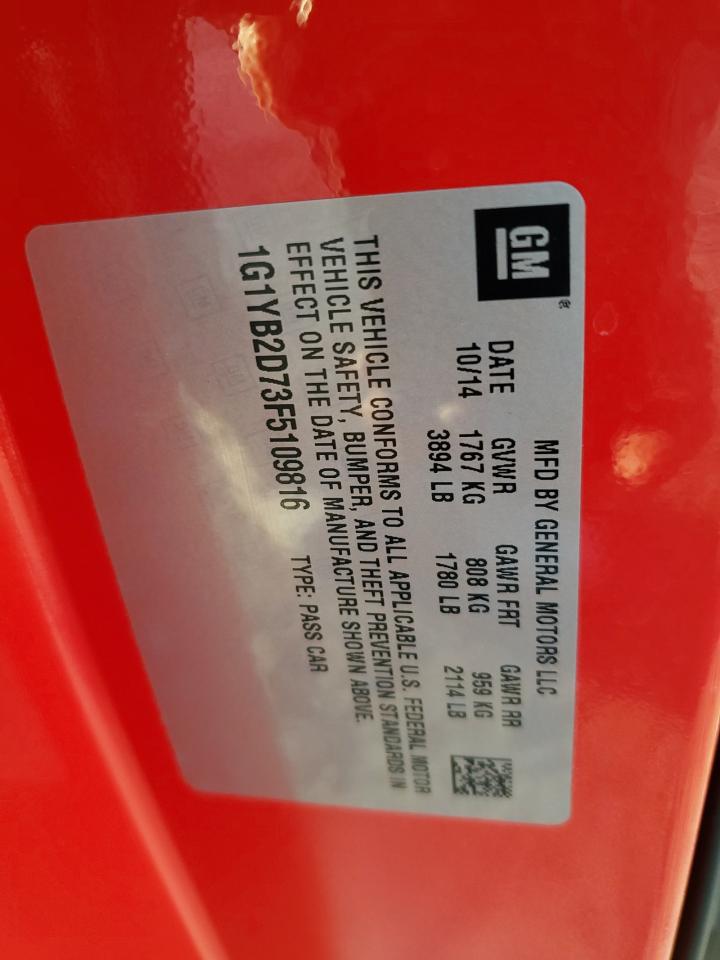 GM®
MFD BY GENERAL MOTORS LLC
DATE GVWR GAWR FRT GAWR RR
10/14 1767 KG 808 KG 959 KG
3894 LB 1780 LB 2114 LB
THIS VEHICLE CONFORMS TO ALL APPLICABLE U.S. FEDERAL MOTOR
VEHICLE SAFETY, BUMPER, AND THEFT PREVENTION STANDARDS IN
EFFECT ON THE DATE OF MANUFACTURE SHOWN ABOVE.
1G1YB2D73F5109816 TYPE: PASS CAR